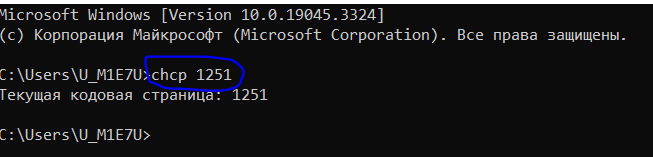 Microsoft Windows [Version 10.0.19045.3324]
(c) Корпорация Майкрософт (Microsoft Corporation). Все права защищены.
C:\Users\U_M1E7U>chcp 1251
Текущая кодовая страница: 1251
C:\Users\U_M1E7U>